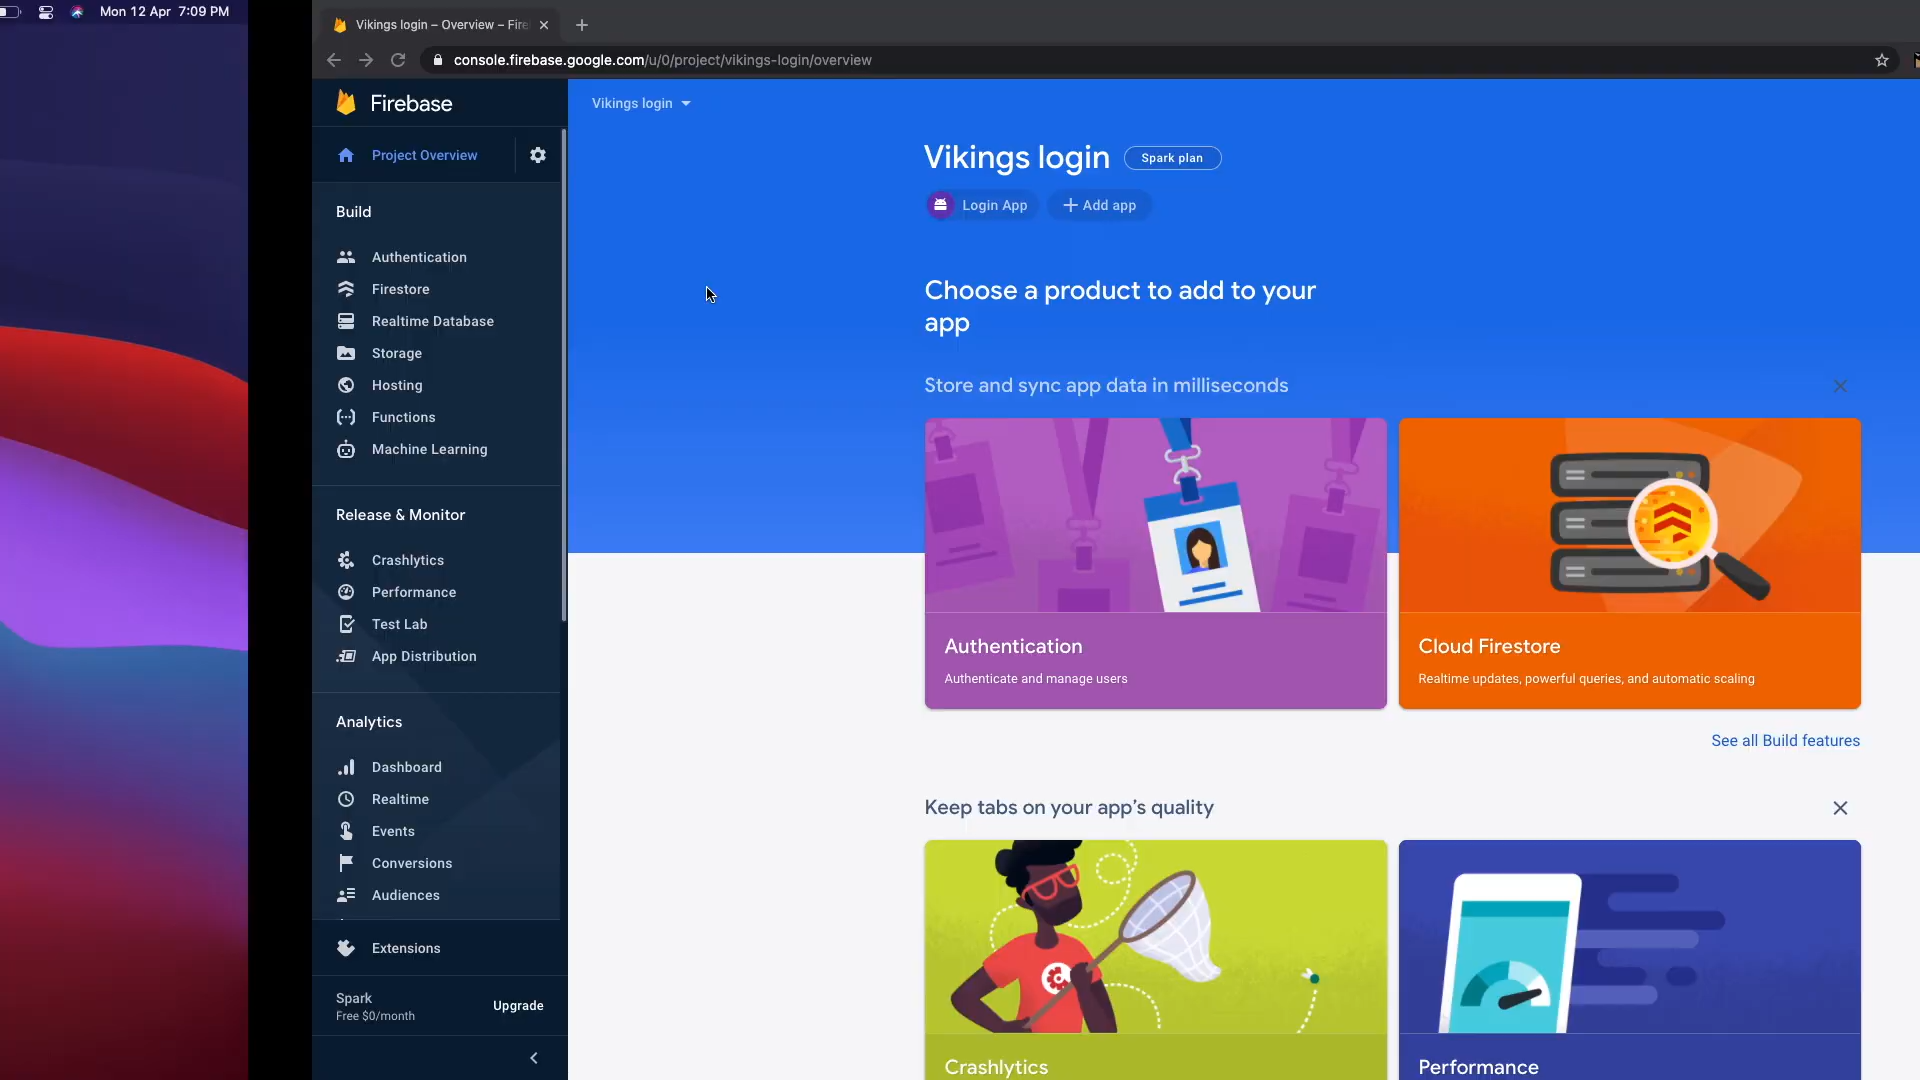 Mon 12 Apr 7:09 PM
Vikings login – Overview – Fire
console.firebase.google.com/u/0/project/vikings-login/overview
Firebase
Project Overview
Build
Authentication
Firestore
Realtime Database
Storage
Hosting
Functions
Machine Learning
Release & Monitor
Crashlytics
Performance
Test Lab
App Distribution
Analytics
Dashboard
Realtime
Events
Conversions
Audiences
Extensions
Spark
Free $0/month
Upgrade
Vikings login
Vikings login
Spark plan
Login App
Add app
Choose a product to add to your
app
Store and sync app data in milliseconds
Authentication
Authenticate and manage users
Cloud Firestore
Realtime updates, powerful queries, and automatic scaling
See all Build features
Keep tabs on your app's quality
Crashlytics
Performance